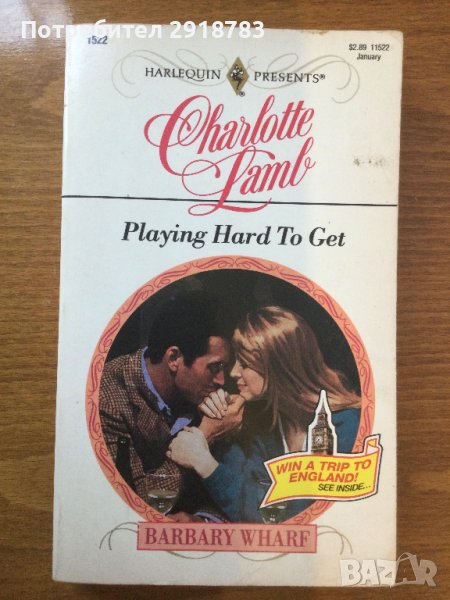 Потребител 2918783
1522
$2.89 11522
January
HARLEQUIN PRESENTS®
Charlotte
Lamb
Playing Hard To Get
WIN A TRIP TO
ENGLAND!
SEE INSIDE...
BARBARY WHARF
BAZAR